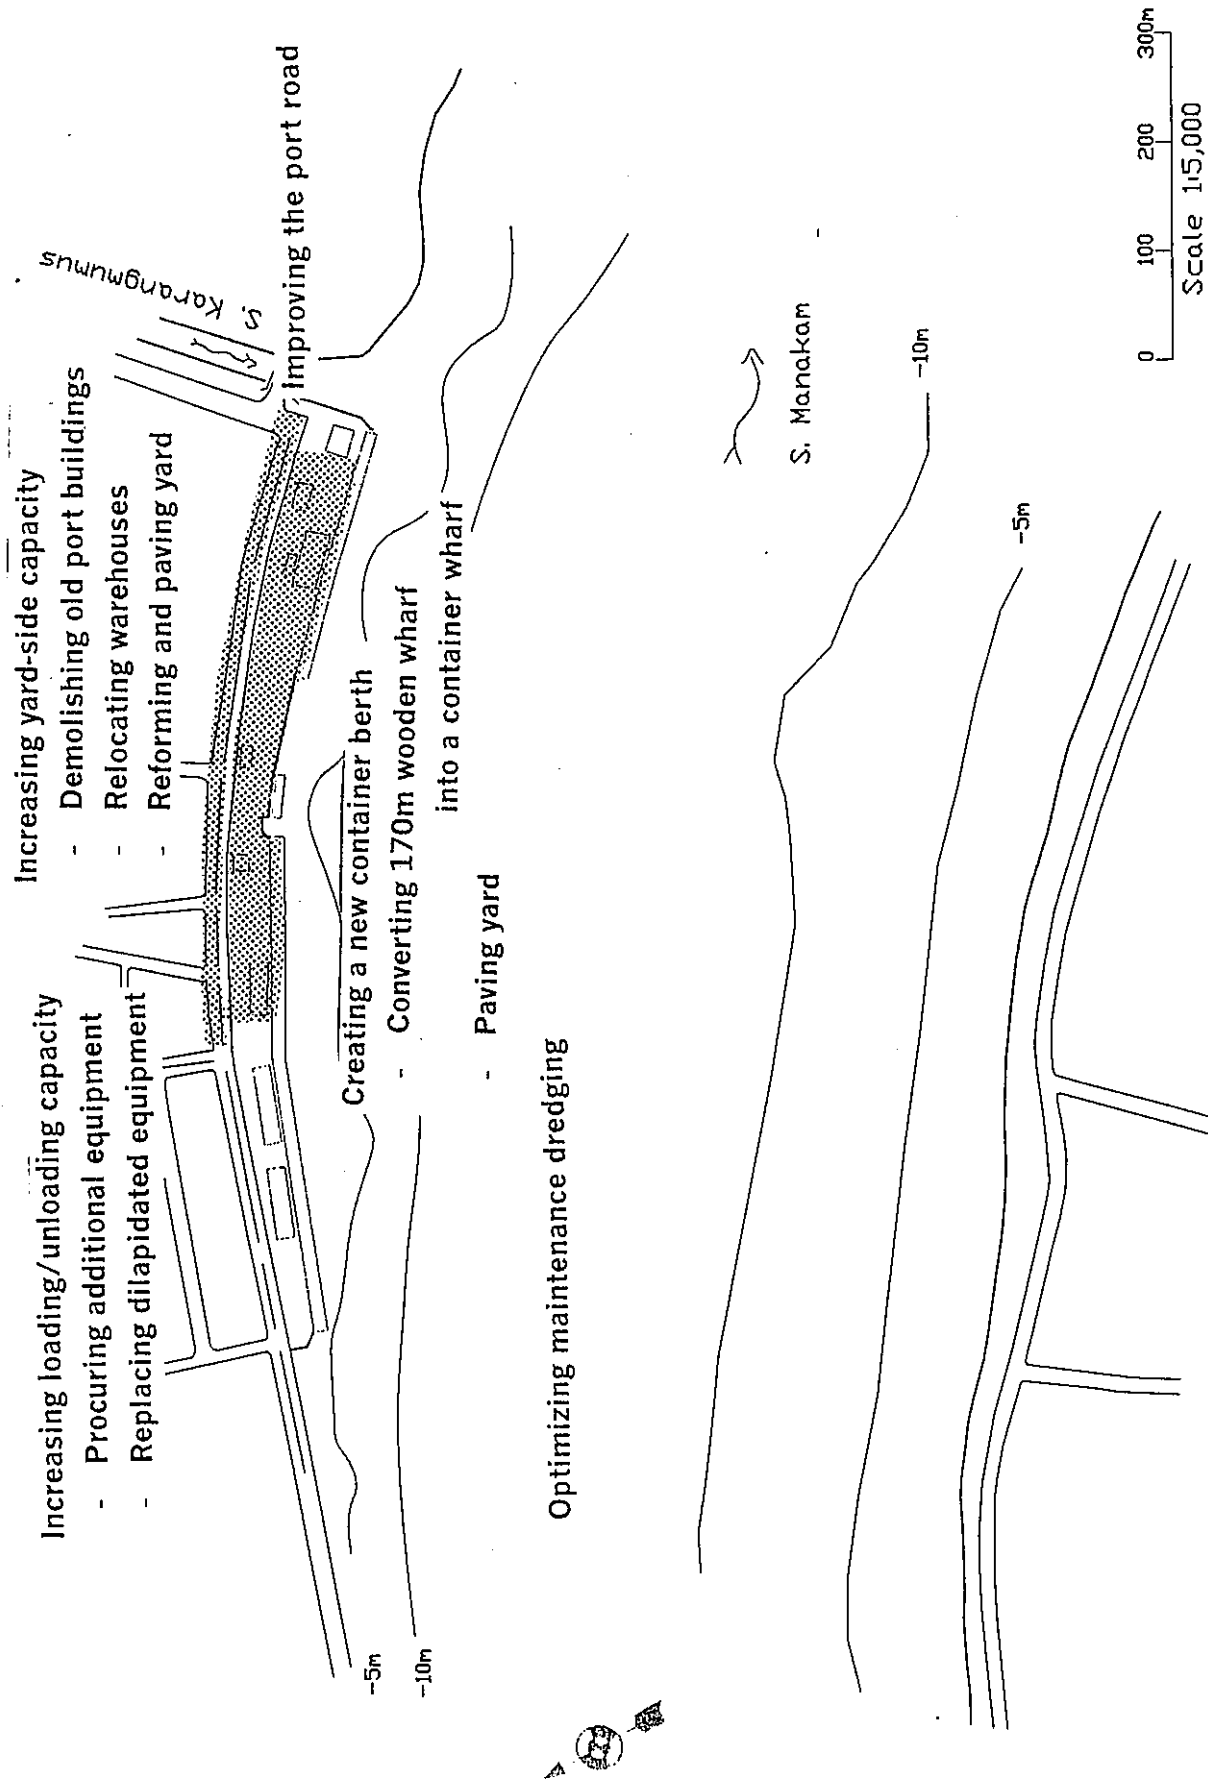 Increasing loading/unloading capacity
- Procuring additional equipment
- Replacing dilapidated equipment
Increasing yard-side capacity
- Demolishing old port buildings
- Relocating warehouses
- Reforming and paving yard
S. Karangmumus
Improving the port road
Creating a new container berth
- Converting 170m wooden wharf
into a container wharf
- Paving yard
-5m
-10m
Optimizing maintenance dredging
S. Manakam
-10m
-5m
0 100 200 300m
Scale 1:5,000